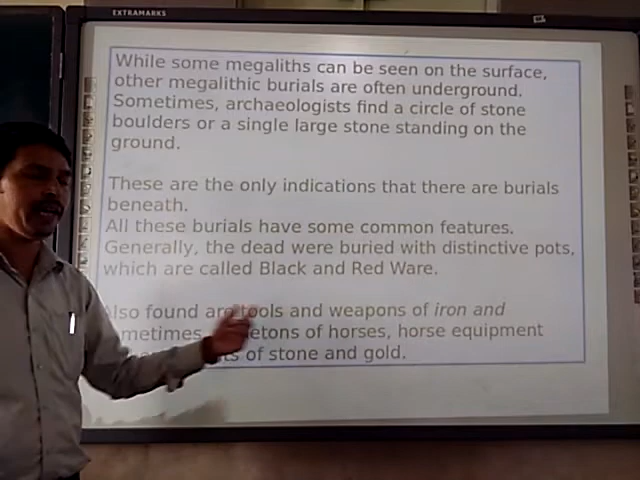 EXTRAMARKS
While some megaliths can be seen on the surface,
other megalithic burials are often underground.
Sometimes, archaeologists find a circle of stone
boulders or a single large stone standing on the
ground.
These are the only indications that there are burials
beneath.
All these burials have some common features.
Generally, the dead were buried with distinctive pots,
which are called Black and Red Ware.
Also found are tools and weapons of iron and
of horses, horse equipment
of stone and gold.